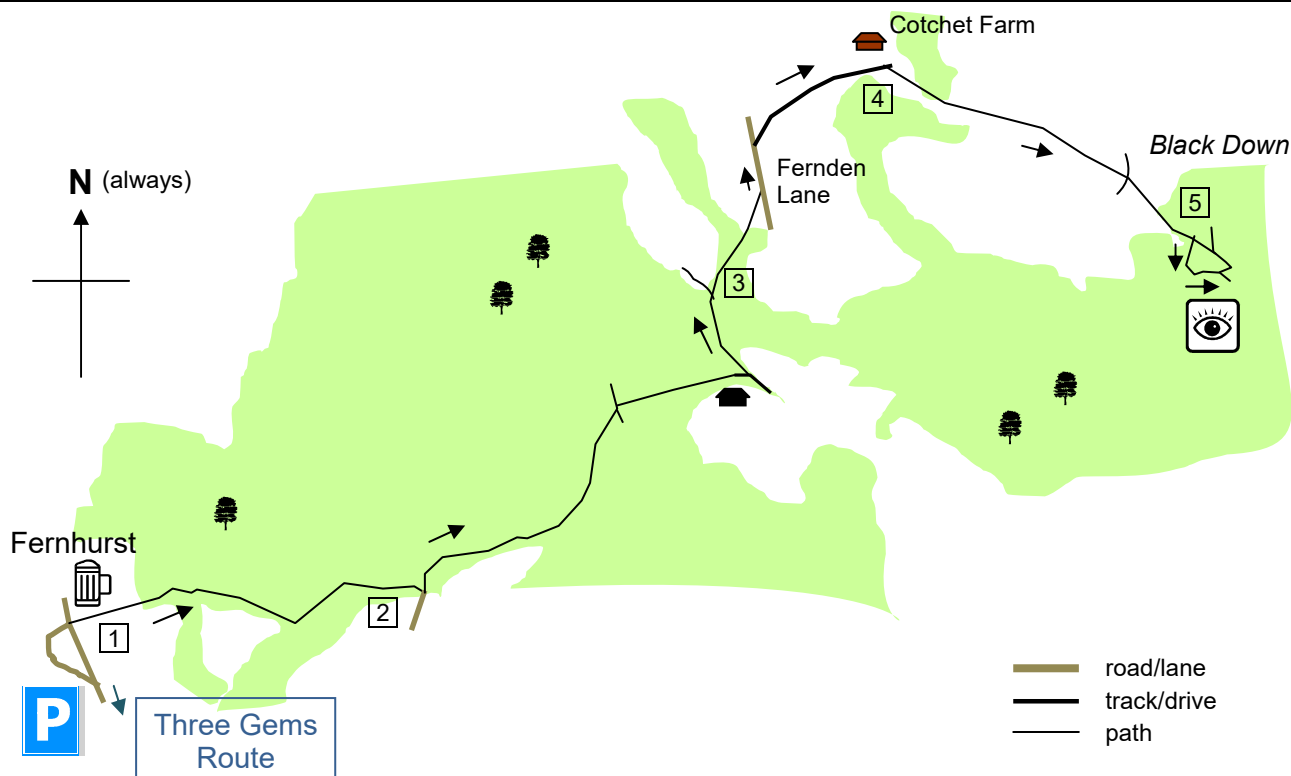 Cotchet Farm
4
Black Down
N (always)
Fernden
Lane
5
3
Fernhurst
2
1
P
Three Gems
Route
road/lane
track/drive
path